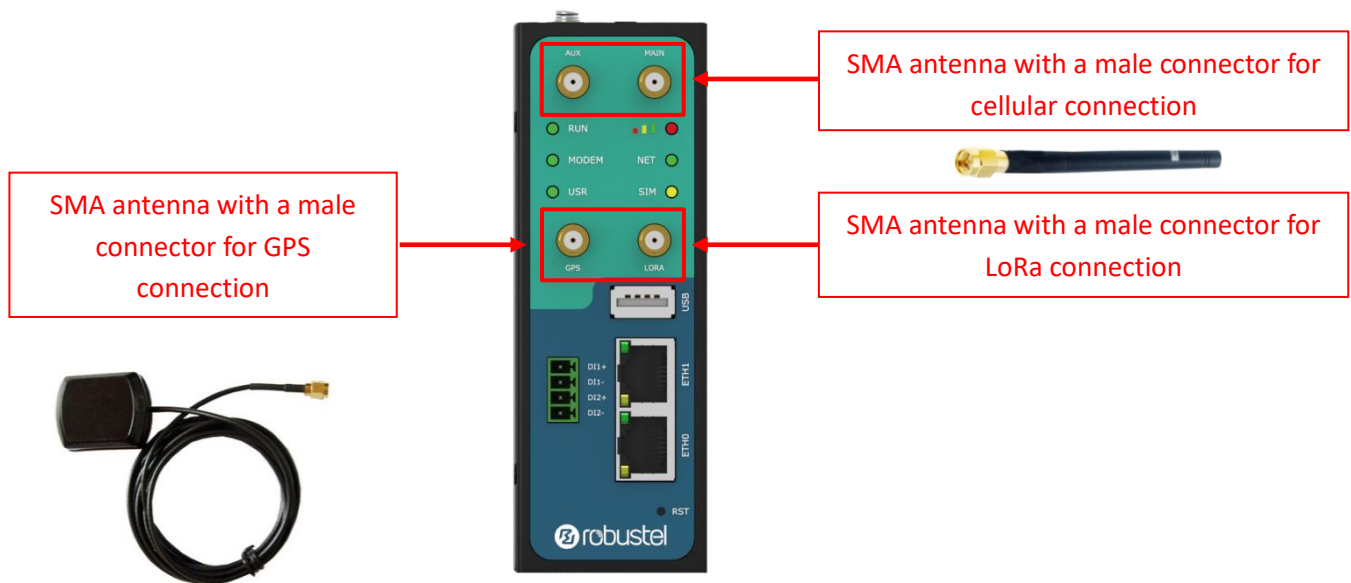 AUX MAIN
SMA antenna with a male connector for
cellular connection
RUN
MODEM NET
USR SIM
SMA antenna with a male
connector for GPS
connection
SMA antenna with a male connector for
LoRa connection
GPS LORA
USB
DI1+
DI1-
DI2+
DI2-
ETH1
ETH0
RST
robustel